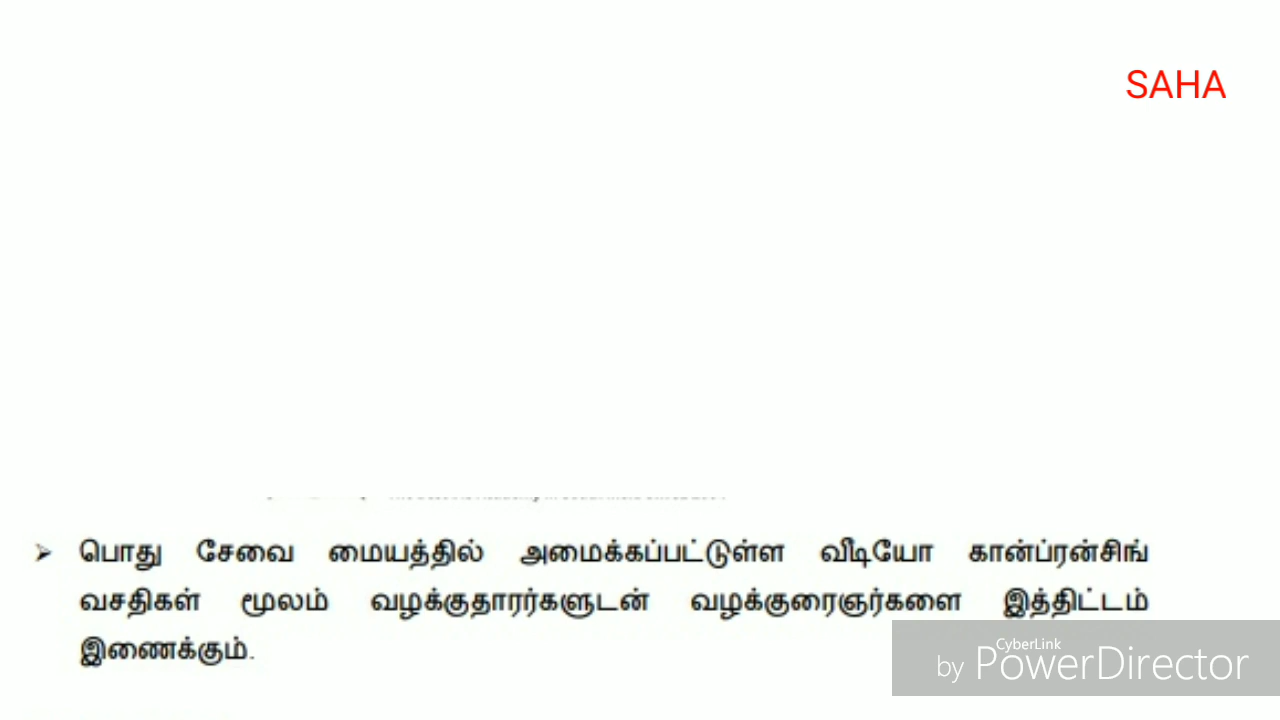 SAHA
➢ பொது சேவை மையத்தில் அமைக்கப்பட்டுள்ள வீடியோ கான்ப்ரன்சிங்
வசதிகள் மூலம் வழக்குதாரர்களுடன் வழக்குரைஞர்களை இத்திட்டம்
இணைக்கும்.
CyberLink
by PowerDirector